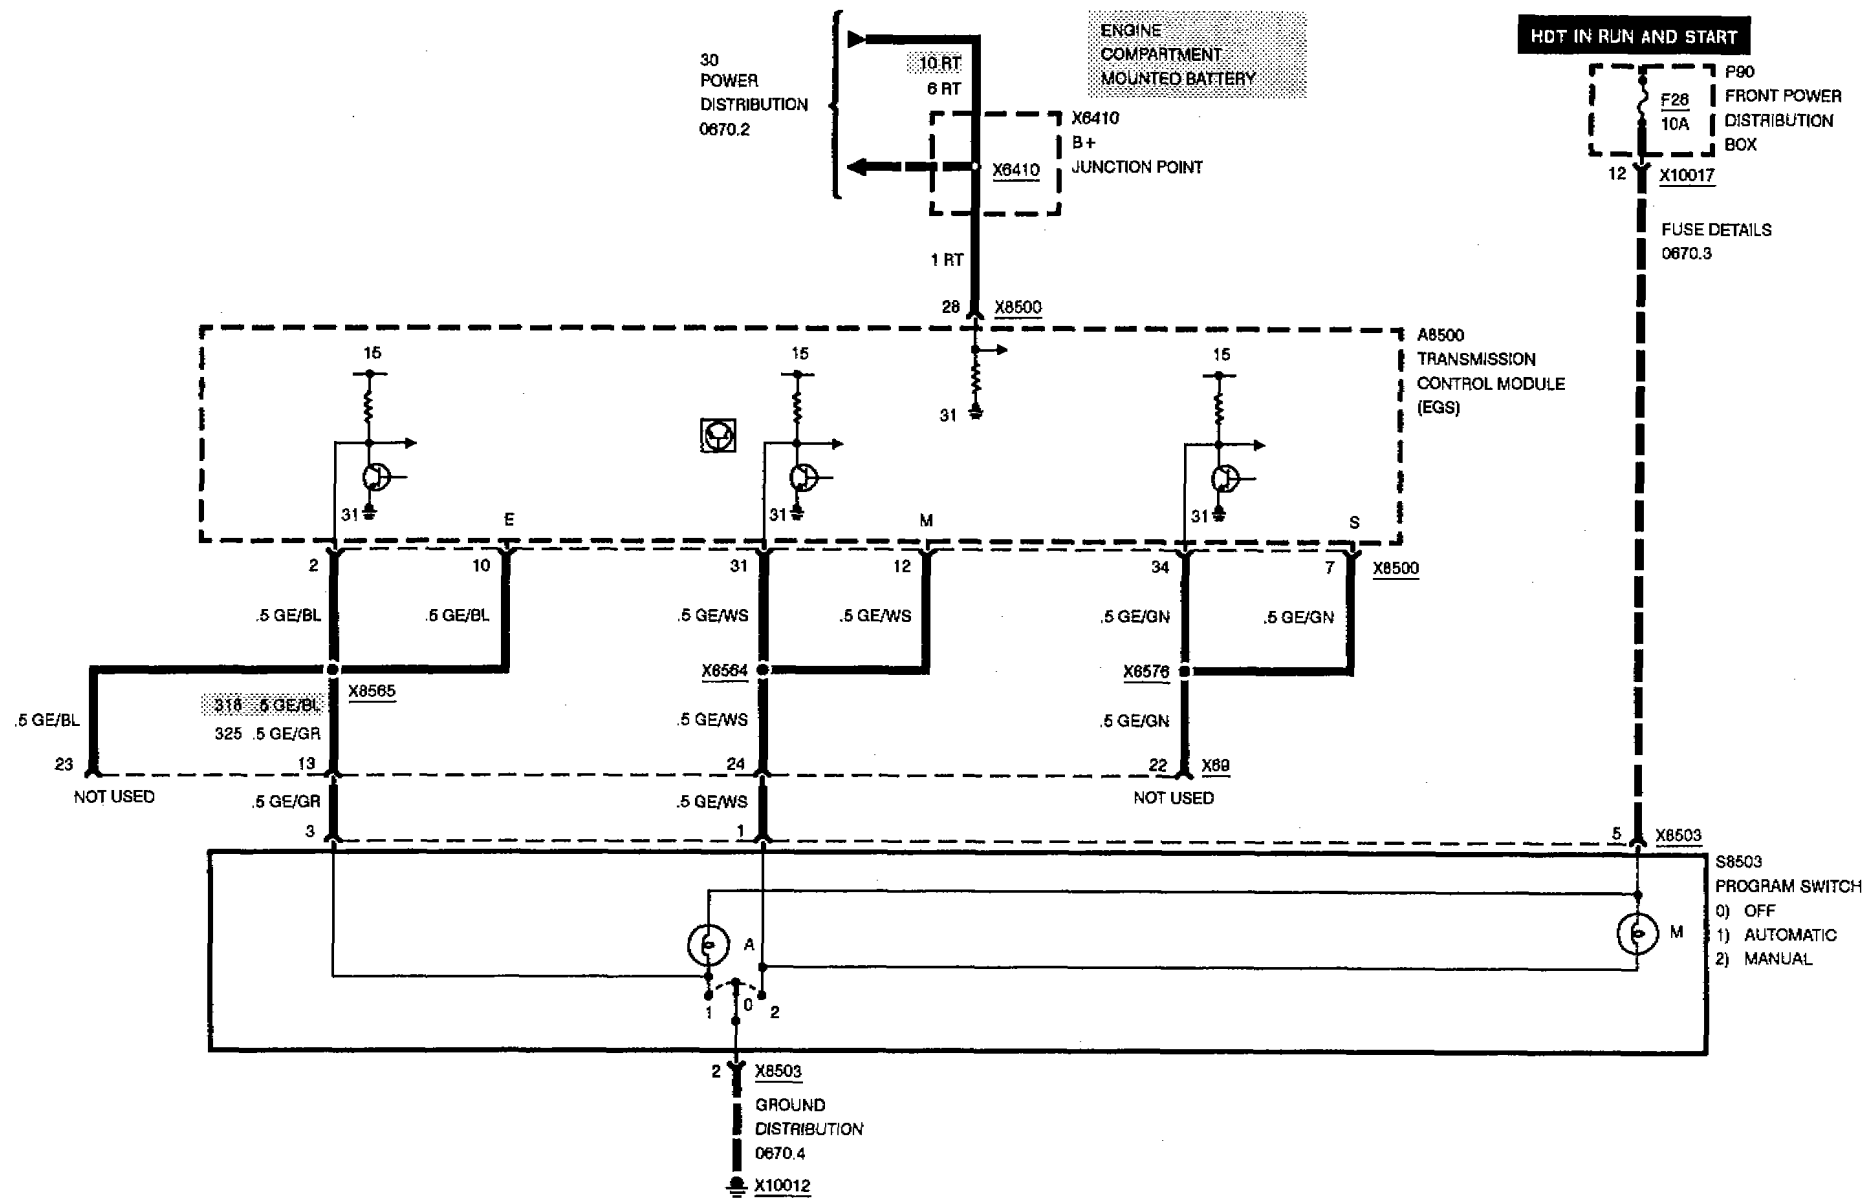 30
POWER
DISTRIBUTION
0670.2
10 RT
6 RT
ENGINE
COMPARTMENT
MOUNTED BATTERY
HOT IN RUN AND START
X6410
B+
JUNCTION POINT
X6410
F26
10A
P90
FRONT POWER
DISTRIBUTION
BOX
12 X10017
FUSE DETAILS
0670.3
1 RT
28 X8500
A8500
TRANSMISSION
CONTROL MODULE
(EGS)
15
15
15
31
31
31
31
E
M
S
2
10
31
12
34
7
X8500
.5 GE/BL
.5 GE/BL
.5 GE/WS
.5 GE/WS
.5 GE/GN
.5 GE/GN
X8565
X6564
X6576
.5 GE/BL
318 .5 GE/BL
325 .5 GE/GR
.5 GE/WS
.5 GE/GN
23
13
24
22 X69
NOT USED
NOT USED
.5 GE/GR
.5 GE/WS
3
1
5 X8503
S8503
PROGRAM SWITCH
0) OFF
1) AUTOMATIC
2) MANUAL
A
M
1
0
2
2 X8503
GROUND
DISTRIBUTION
0670.4
X10012